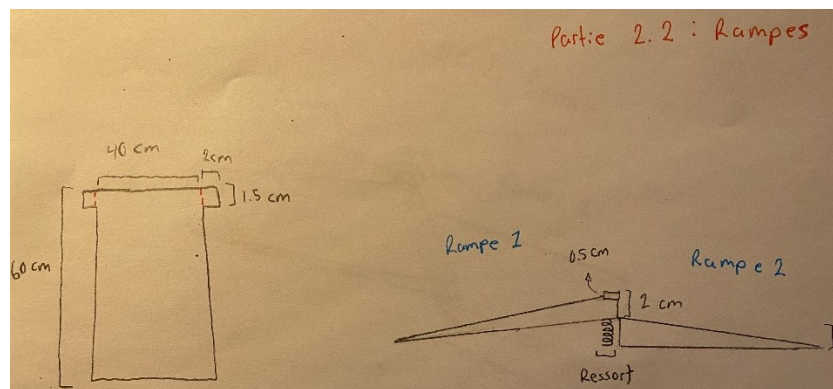 Partie 2.2 : Rampes
40 cm
2cm
1.5 cm
60 cm
Rampe 1
0.5 cm
Rampe 2
2 cm
Ressort